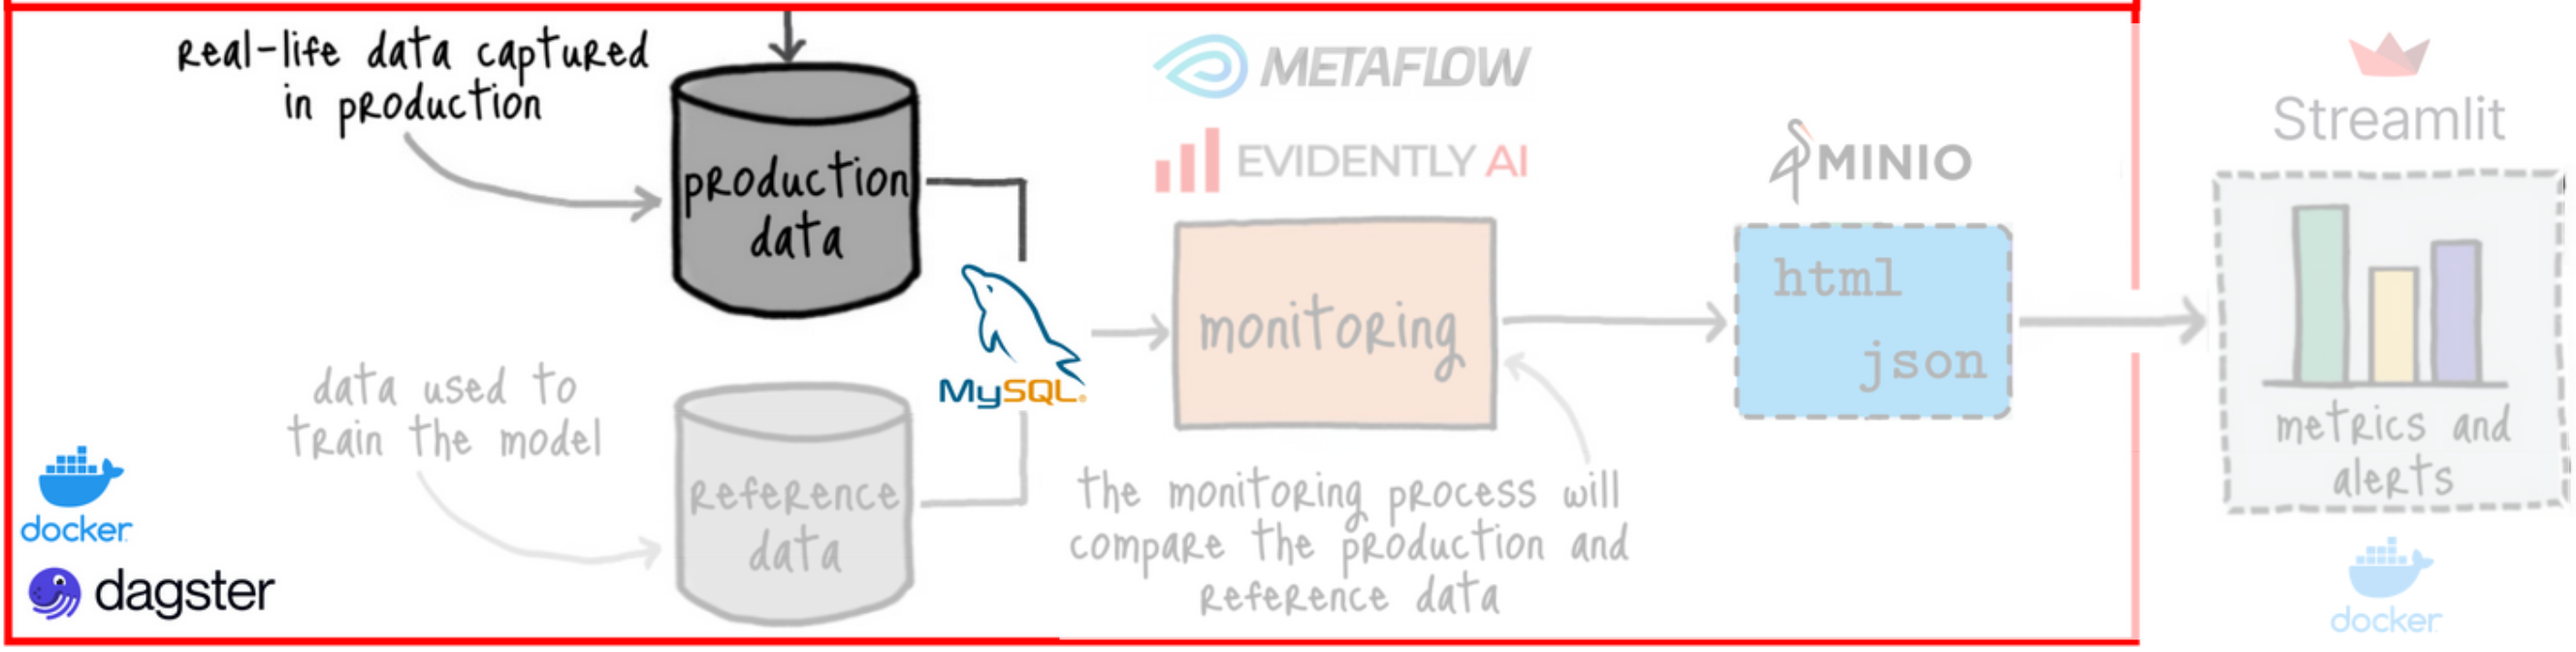 real-life data captured
in production
production
data
data used to
train the model
reference
data
MySQL
docker
dagster
METAFLOW
EVIDENTLY AI
monitoring
the monitoring process will
compare the production and
reference data
MINIO
html
json
Streamlit
metrics and
alerts
docker